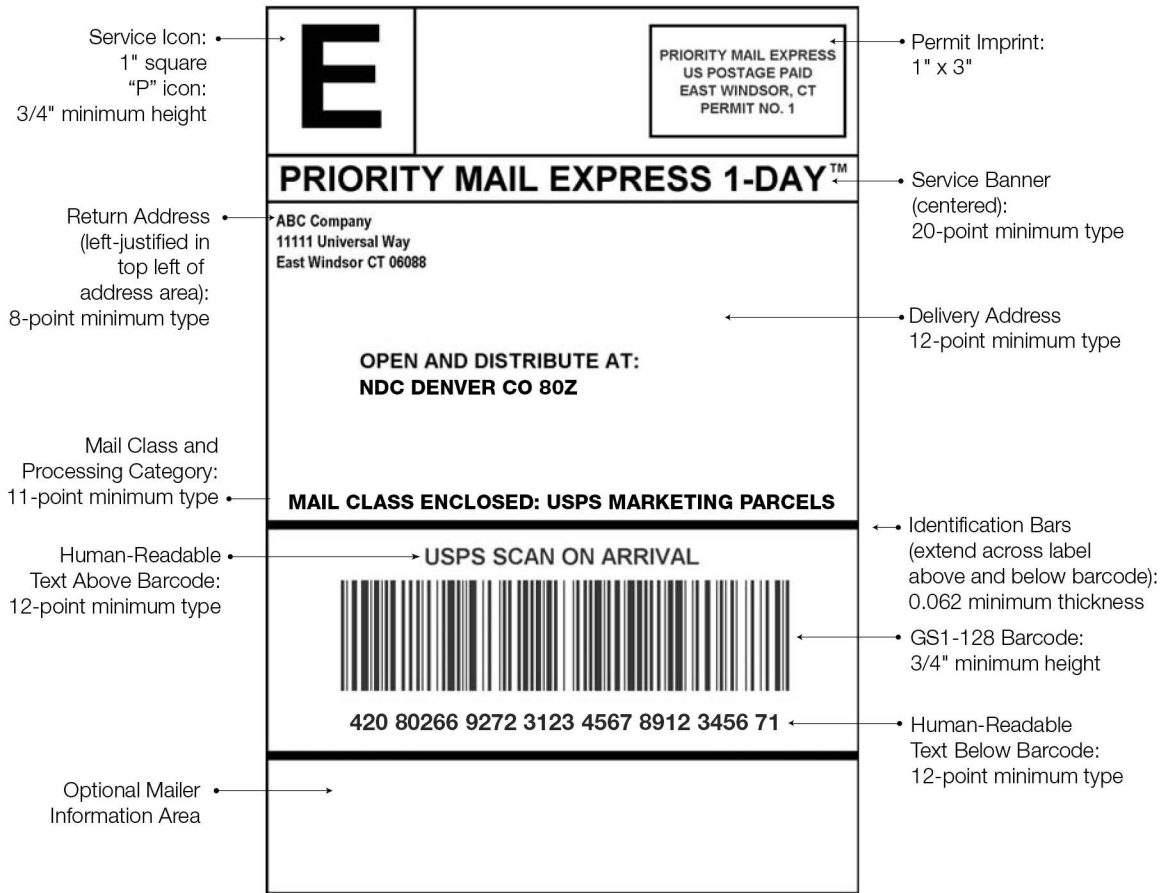 Service Icon:
1" square
“P” icon:
3/4" minimum height
E
PRIORITY MAIL EXPRESS
US POSTAGE PAID
EAST WINDSOR, CT
PERMIT NO. 1
Permit Imprint:
1" x 3"
PRIORITY MAIL EXPRESS 1-DAY™
Service Banner
(centered):
20-point minimum type
Return Address
(left-justified in
top left of
address area):
8-point minimum type
ABC Company
11111 Universal Way
East Windsor CT 06088
Delivery Address
12-point minimum type
OPEN AND DISTRIBUTE AT:
NDC DENVER CO 80Z
Mail Class and
Processing Category:
11-point minimum type
MAIL CLASS ENCLOSED: USPS MARKETING PARCELS
Identification Bars
(extend across label
above and below barcode):
0.062 minimum thickness
Human-Readable
Text Above Barcode:
12-point minimum type
USPS SCAN ON ARRIVAL
GS1-128 Barcode:
3/4" minimum height
420 80266 9272 3123 4567 8912 3456 71
Human-Readable
Text Below Barcode:
12-point minimum type
Optional Mailer
Information Area